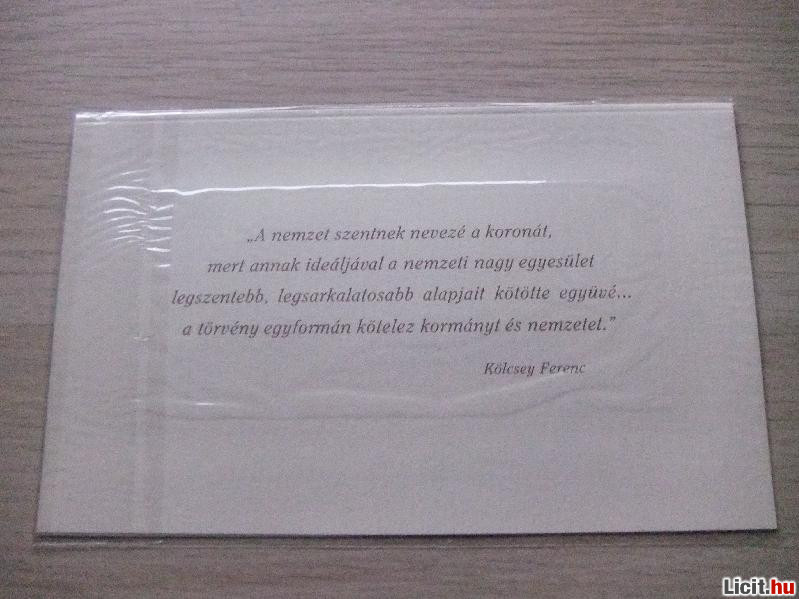 „A nemzet szentnek nevezé a koronát,
mert annak ideáljával a nemzeti nagy egyesület
legszentebb, legsarkalatosabb alapjait kötötte együvé...
a törvény egyformán kötelez kormányt és nemzetet.”
Kölcsey Ferenc
Licit.hu